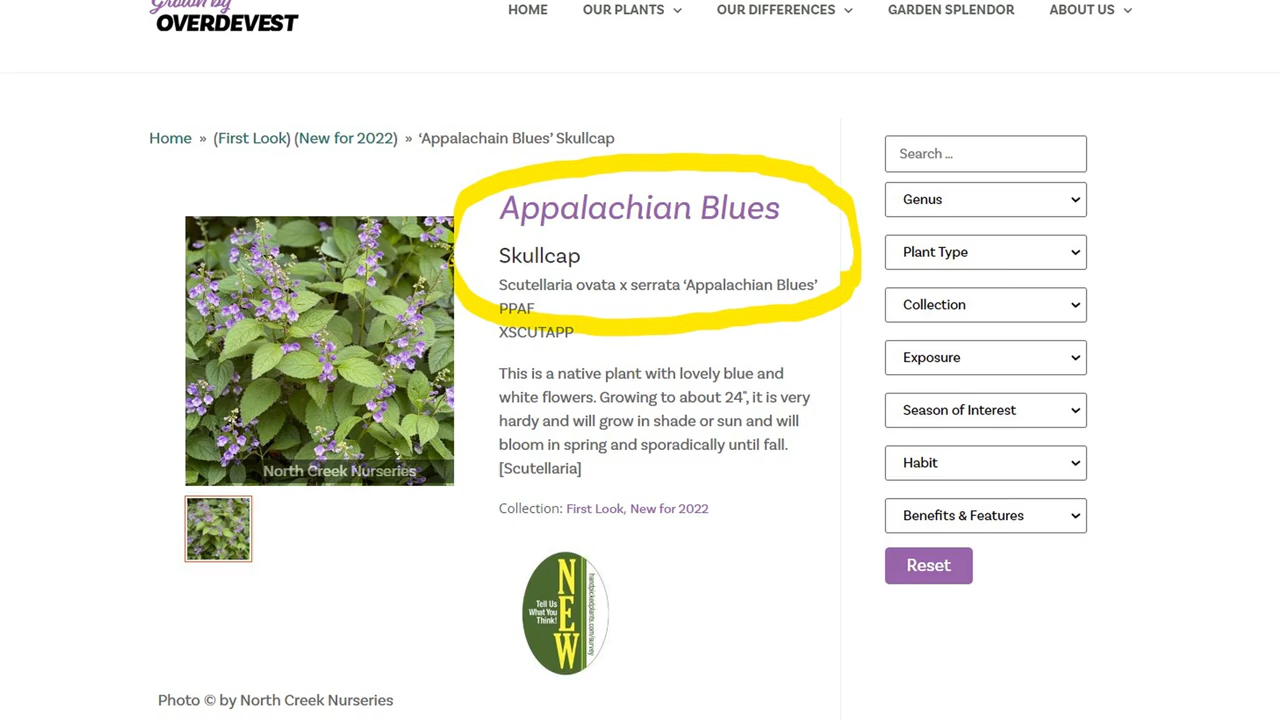 Grown by
OVERDEVEST
HOME
OUR PLANTS
OUR DIFFERENCES
GARDEN SPLENDOR
ABOUT US
Home » (First Look) (New for 2022) » ‘Appalachain Blues’ Skullcap
Appalachian Blues
Skullcap
Scutellaria ovata x serrata ‘Appalachian Blues’
PPAF
XSCUTAPP
This is a native plant with lovely blue and
white flowers. Growing to about 24", it is very
hardy and will grow in shade or sun and will
bloom in spring and sporadically until fall.
[Scutellaria]
Collection: First Look, New for 2022
North Creek Nurseries
Tell Us
What You
Think!
NEW
handpickedplants.com/survey
Photo © by North Creek Nurseries
Search ...
Genus
Plant Type
Collection
Exposure
Season of Interest
Habit
Benefits & Features
Reset